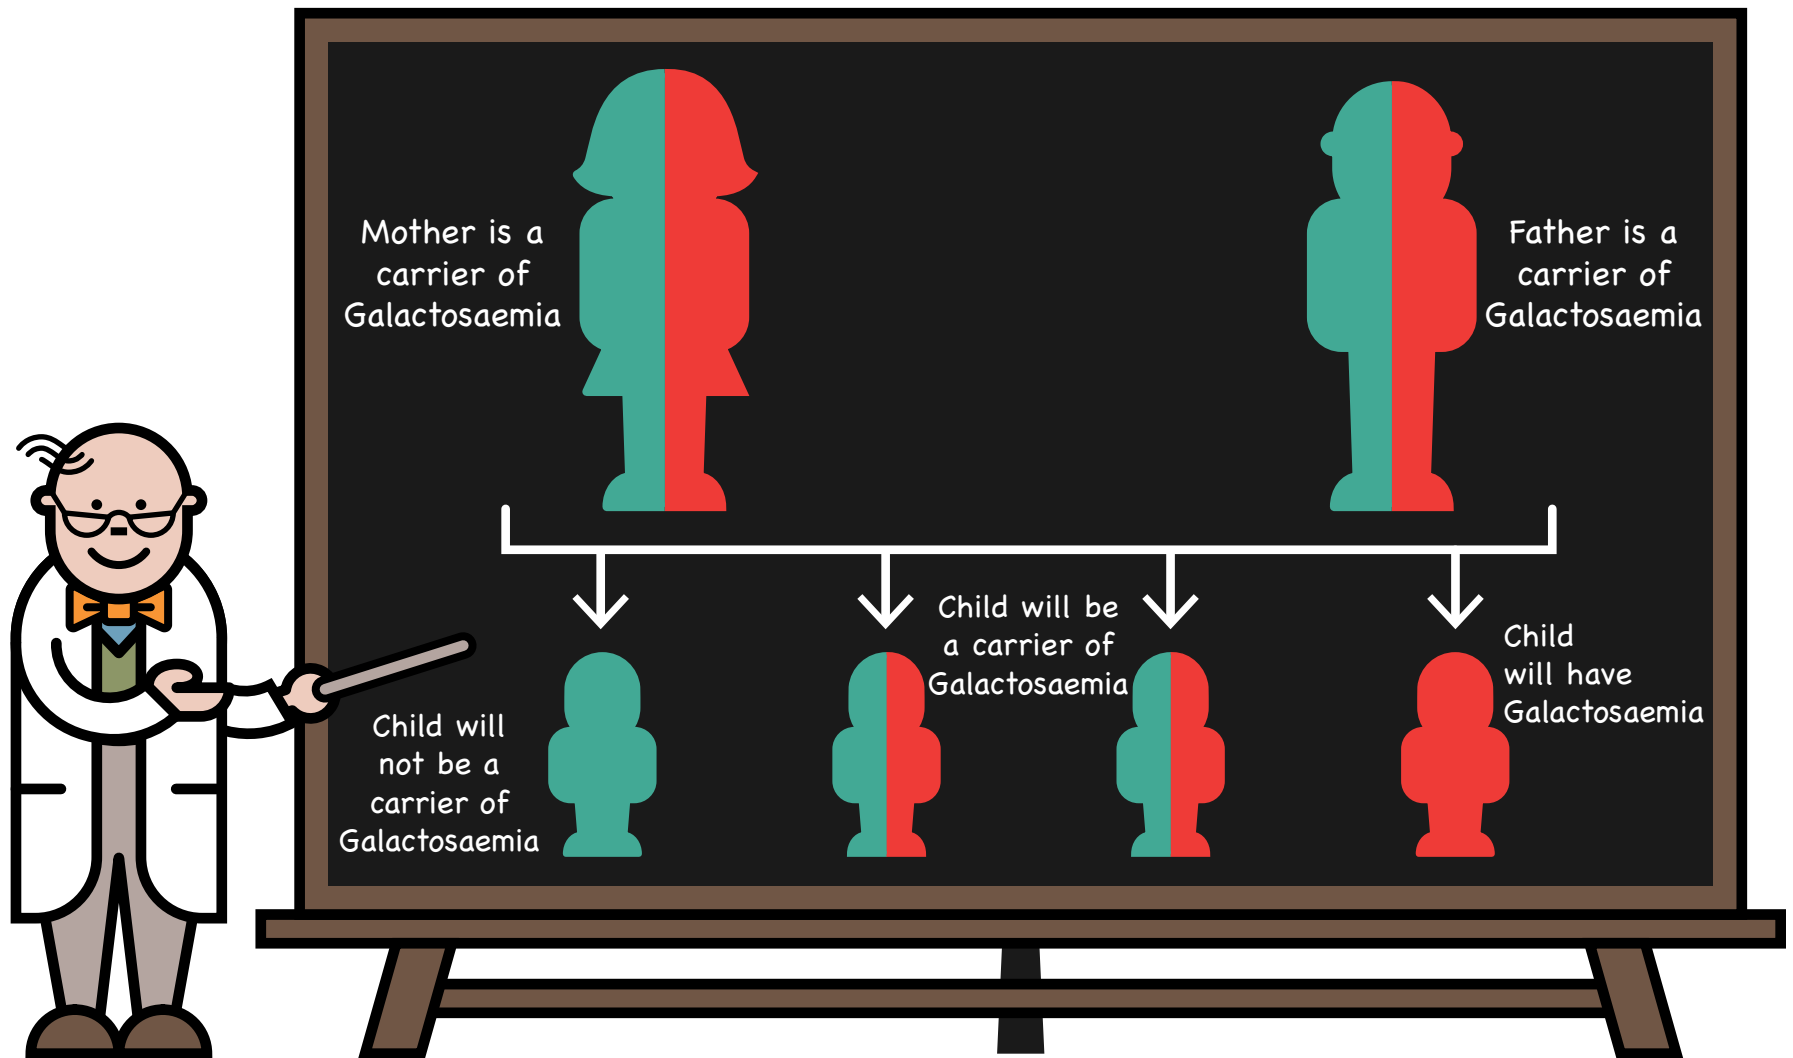 Mother is a
carrier of
Galactosaemia
Father is a
carrier of
Galactosaemia
Child will
not be a
carrier of
Galactosaemia
Child will be
a carrier of
Galactosaemia
Child
will have
Galactosaemia